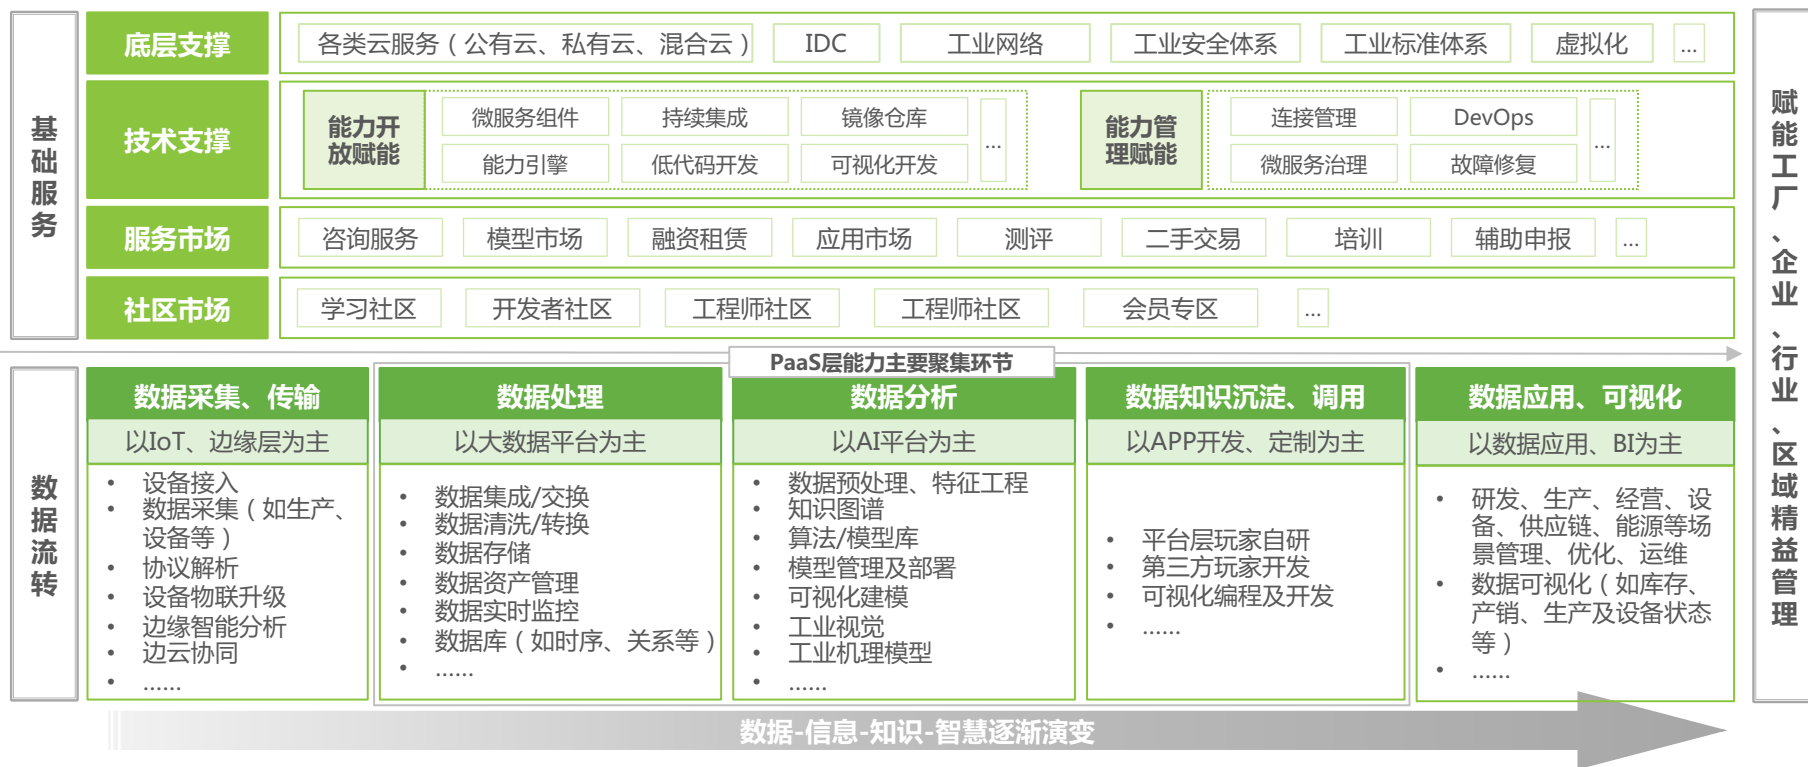 基础服务
底层支撑
各类云服务（公有云、私有云、混合云）
IDC
工业网络
工业安全体系
工业标准体系
虚拟化
...
技术支撑
能力开
放赋能
微服务组件
持续集成
镜像仓库
能力引擎
低代码开发
可视化开发
...
能力管
理赋能
连接管理
DevOps
微服务治理
故障修复
...
服务市场
咨询服务
模型市场
融资租赁
应用市场
测评
二手交易
培训
辅助申报
...
社区市场
学习社区
开发者社区
工程师社区
工程师社区
会员专区
...
PaaS层能力主要聚集环节
数据流转
数据采集、传输
以IoT、边缘层为主
• 设备接入
• 数据采集（如生产、
设备等）
• 协议解析
• 设备物联升级
• 边缘智能分析
• 边云协同
• ……
数据处理
以大数据平台为主
• 数据集成/交换
• 数据清洗/转换
• 数据存储
• 数据资产管理
• 数据实时监控
• 数据库（如时序、关系等）
• ……
数据分析
以AI平台为主
• 数据预处理、特征工程
• 知识图谱
• 算法/模型库
• 模型管理及部署
• 可视化建模
• 工业视觉
• 工业机理模型
• ……
数据知识沉淀、调用
以APP开发、定制为主
• 平台层玩家自研
• 第三方玩家开发
• 可视化编程及开发
• ……
数据应用、可视化
以数据应用、BI为主
• 研发、生产、经营、设
备、供应链、能源等场
景管理、优化、运维
• 数据可视化（如库存、
产销、生产及设备状态
等）
• ……
数据-信息-知识-智慧逐渐演变
赋能工厂、企业、行业、区域精益管理